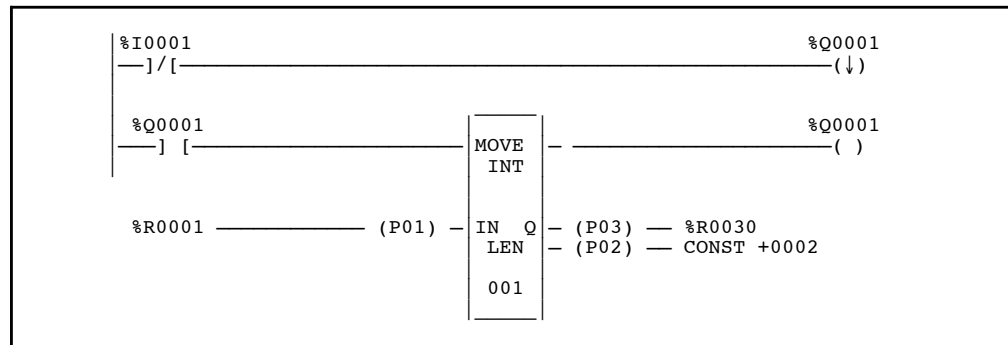 %I0001 %Q0001
]/[ (↓)
%Q0001 %Q0001
] [ MOVE ( )
INT
%R0001 (P01) IN Q (P03) %R0030
LEN (P02) CONST +0002
001